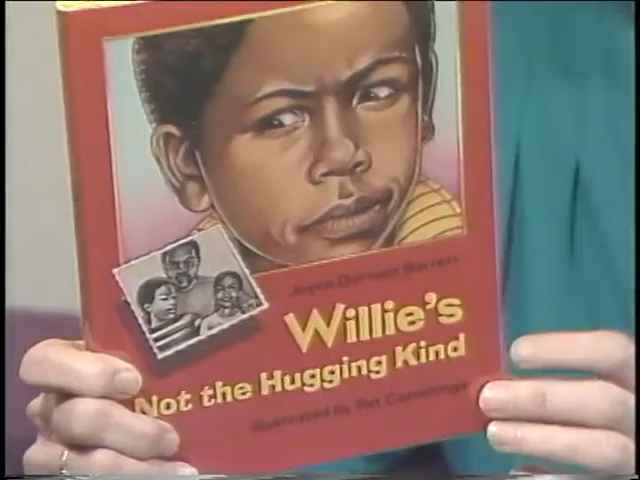 Joyce Durham Barrett
Willie's
Not the Hugging Kind
Illustrated by Pat Cummings